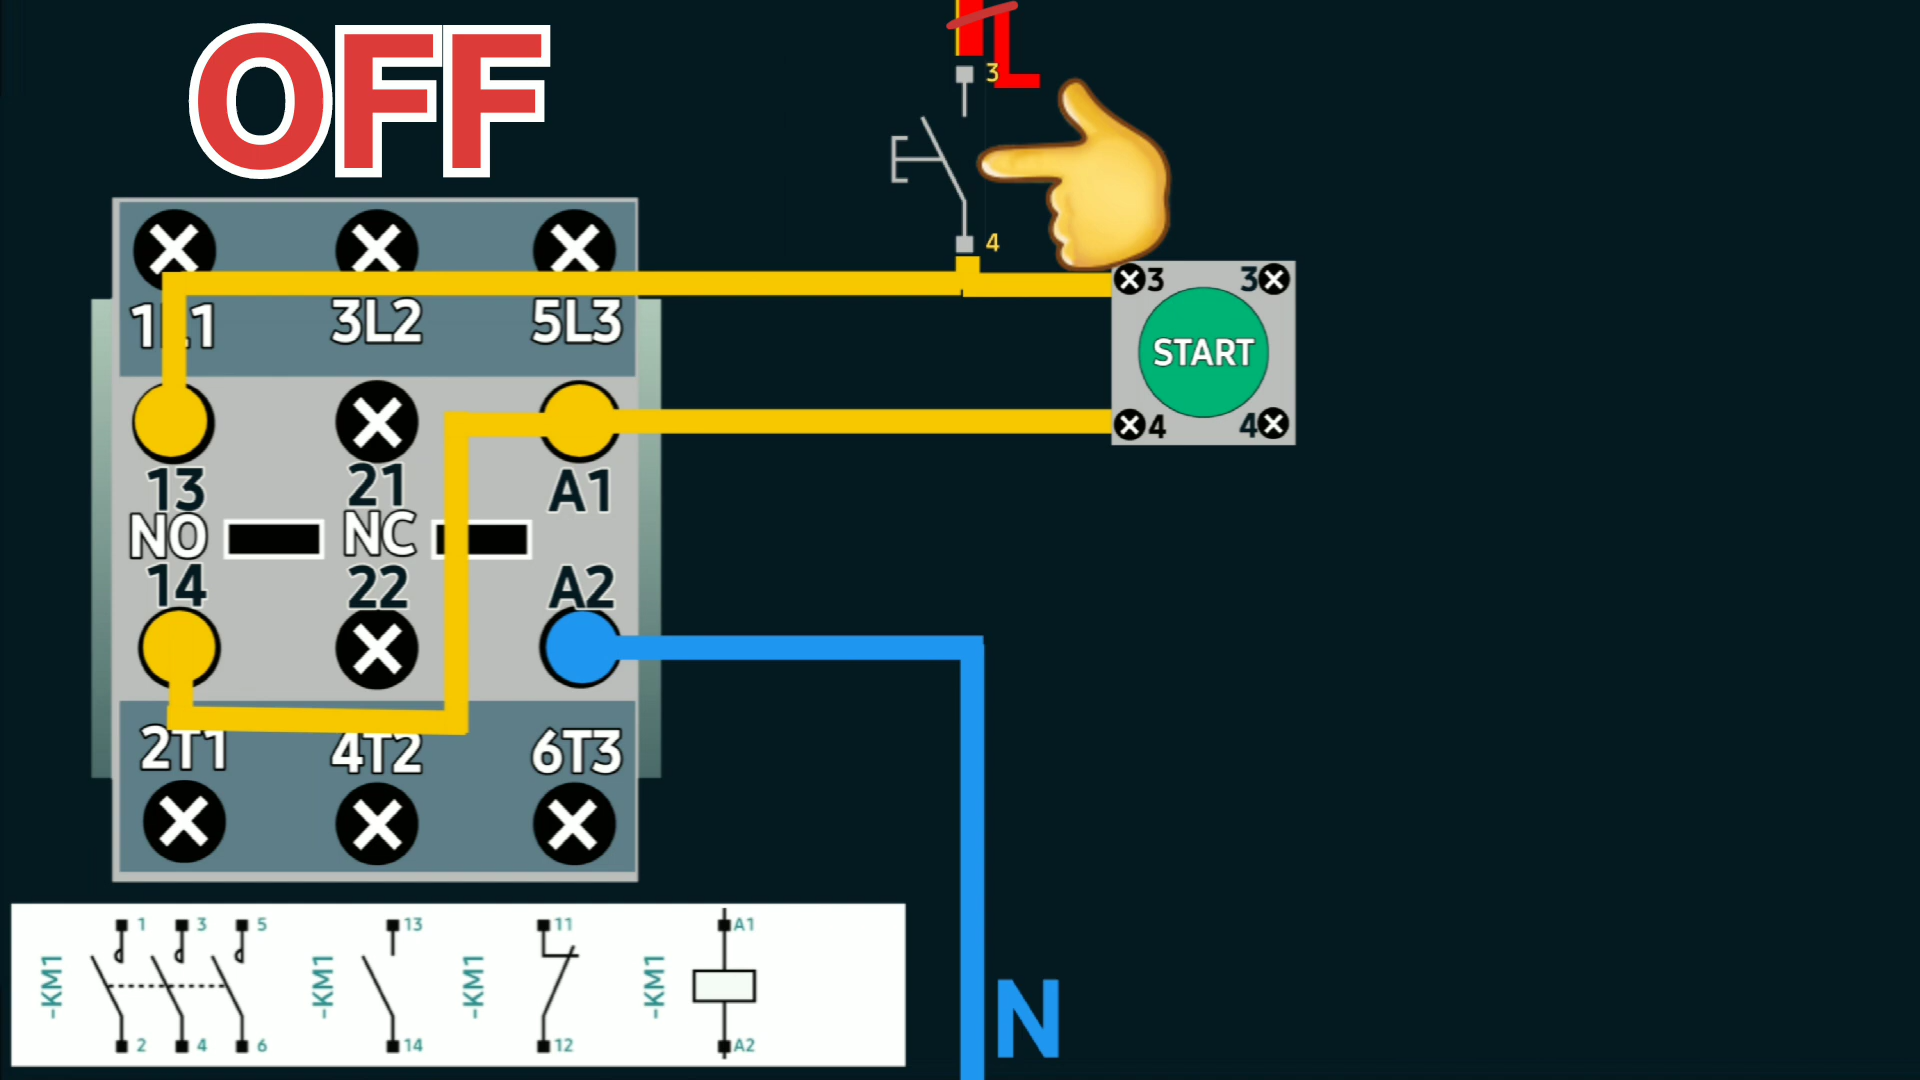 OFF
L
3
4
1L1 3L2 5L3
3 3
START
4 4
13 21 A1
NO NC
14 22 A2
2T1 4T2 6T3
-KM1 1 3 5 2 4 6
-KM1 13 14
-KM1 11 12
-KM1 A1 A2
N